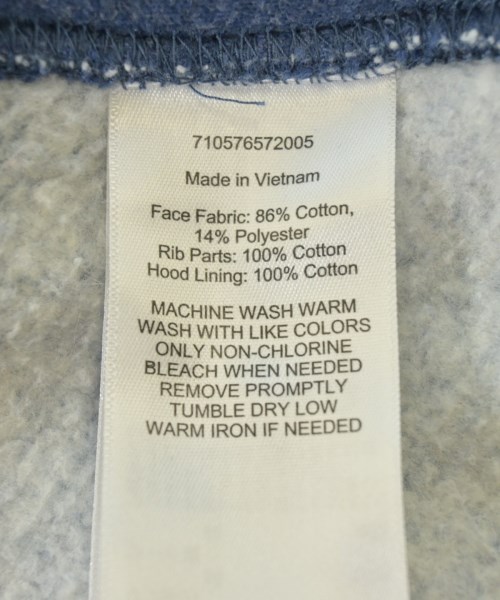 710576572005
Made in Vietnam
Face Fabric: 86% Cotton,
14% Polyester
Rib Parts: 100% Cotton
Hood Lining: 100% Cotton
MACHINE WASH WARM
WASH WITH LIKE COLORS
ONLY NON-CHLORINE
BLEACH WHEN NEEDED
REMOVE PROMPTLY
TUMBLE DRY LOW
WARM IRON IF NEEDED